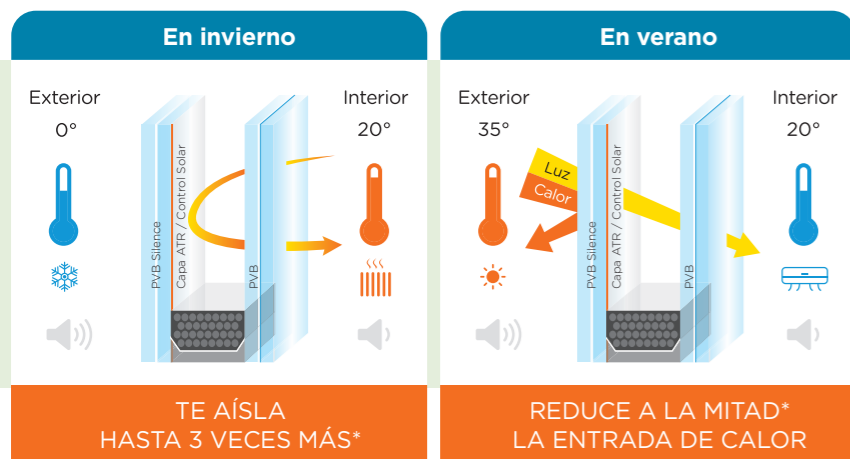 En invierno
Exterior
0°
Interior
20°
PVB Silence
Capa ATR / Control Solar
PVB
TE AÍSLA
HASTA 3 VECES MÁS*
En verano
Exterior
35°
Interior
20°
Luz
Calor
PVB Silence
Capa ATR / Control Solar
PVB
REDUCE A LA MITAD*
LA ENTRADA DE CALOR